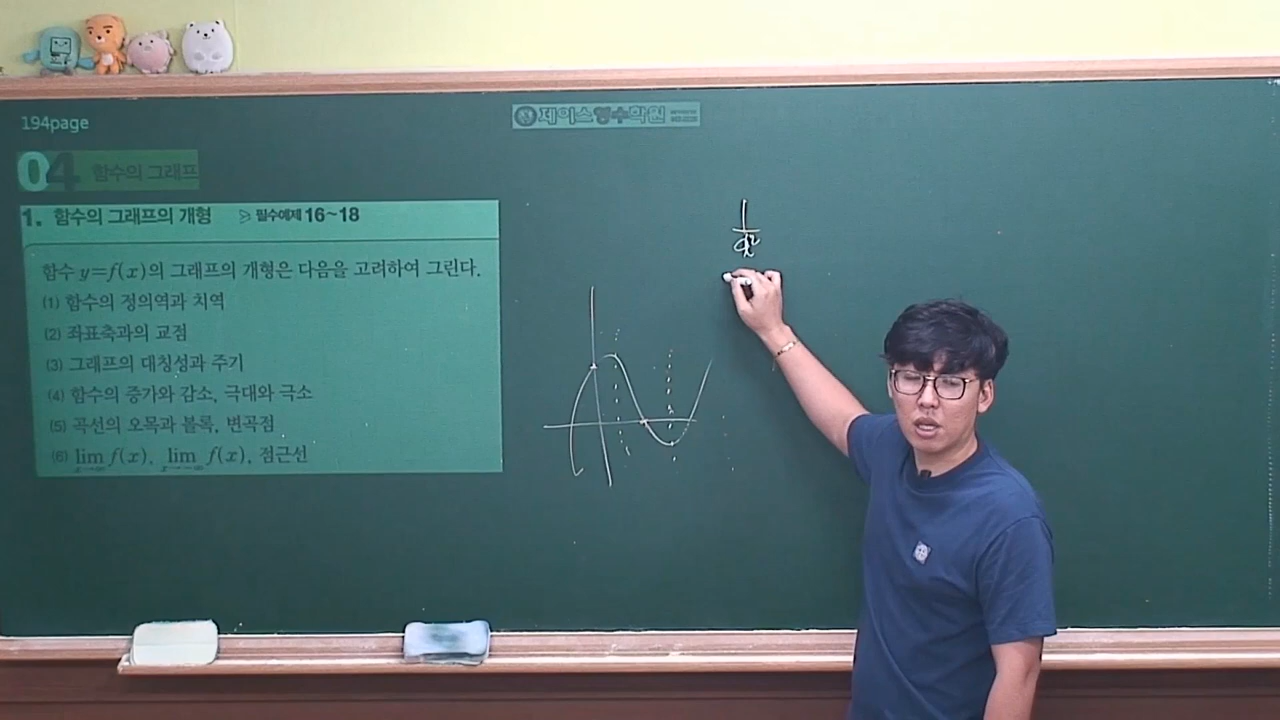 194page
제이스영수학원
04 함수의 그래프
1. 함수의 그래프의 개형 ≫ 필수예제 16~18
함수 y=f(x)의 그래프의 개형은 다음을 고려하여 그린다.
(1) 함수의 정의역과 치역
(2) 좌표축과의 교점
(3) 그래프의 대칭성과 주기
(4) 함수의 증가와 감소, 극대와 극소
(5) 곡선의 오목과 볼록, 변곡점
(6) lim x→∞ f(x), lim x→-∞ f(x), 점근선